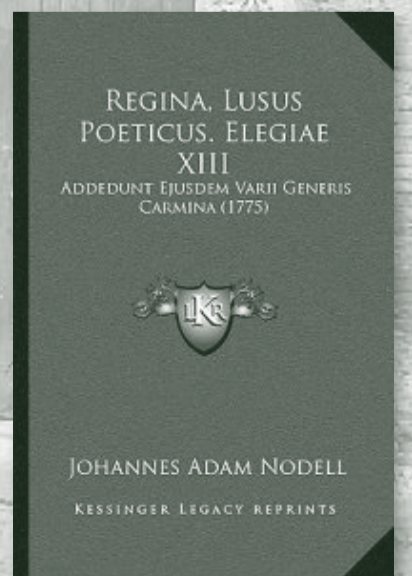 Regina, Lusus
Poeticus. Elegiae
XIII
Addedunt Ejusdem Varii Generis
Carmina (1775)
LKR
Johannes Adam Nodell
Kessinger Legacy reprints